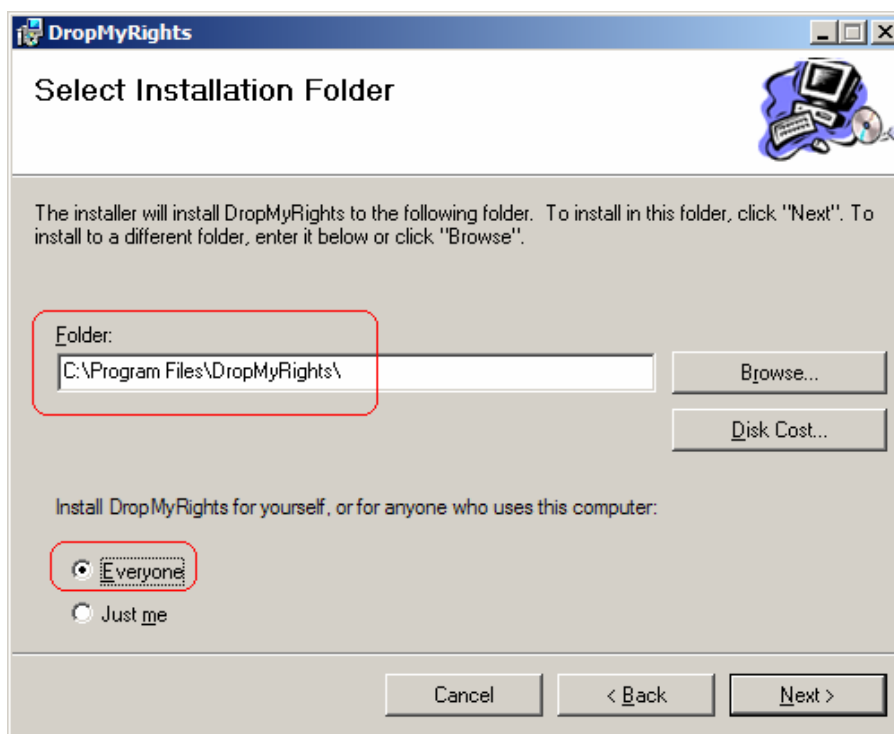 DropMyRights
Select Installation Folder
The installer will install DropMyRights to the following folder. To install in this folder, click "Next". To
install to a different folder, enter it below or click "Browse".
Folder:
C:\Program Files\DropMyRights\
Browse...
Disk Cost...
Install DropMyRights for yourself, or for anyone who uses this computer:
Everyone
Just me
Cancel
< Back
Next >